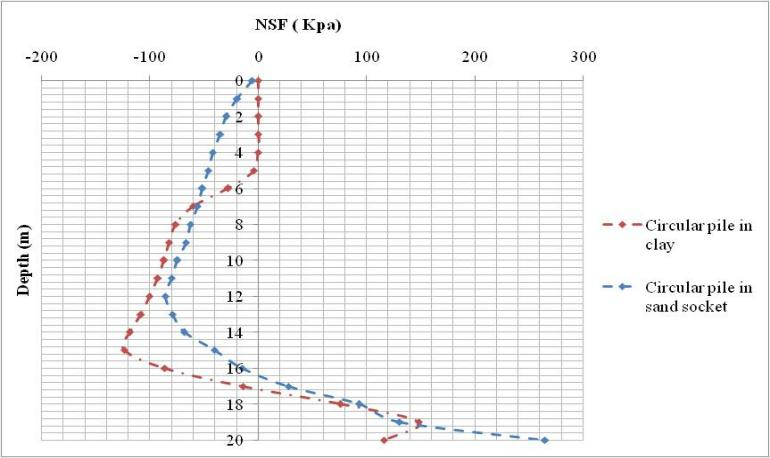 NSF ( Kpa)
-200 -100 0 100 200 300
0
2
4
6
8
10
12
14
16
18
20
Depth (m)
Circular pile in
clay
Circular pile in
sand socket